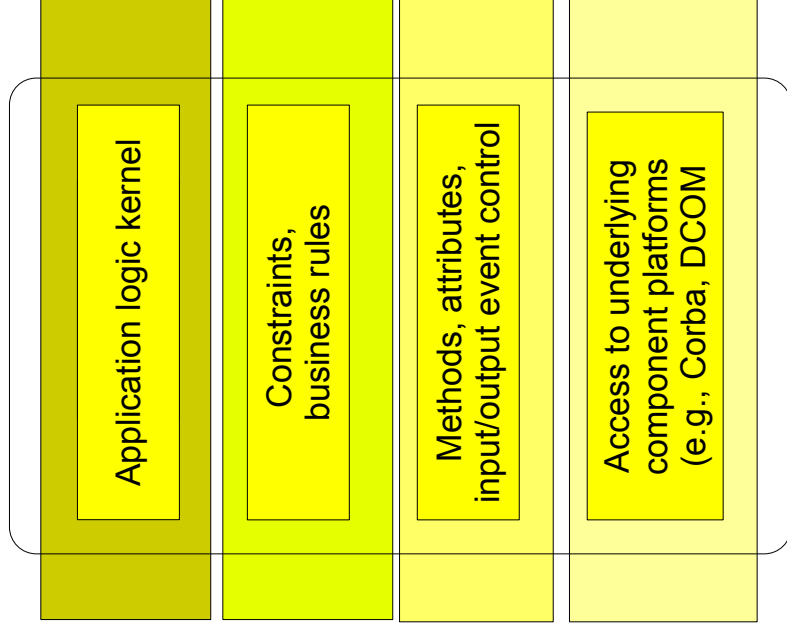 Application logic kernel
Constraints,
business rules
Methods, attributes,
input/output event control
Access to underlying
component platforms
(e.g., Corba, DCOM